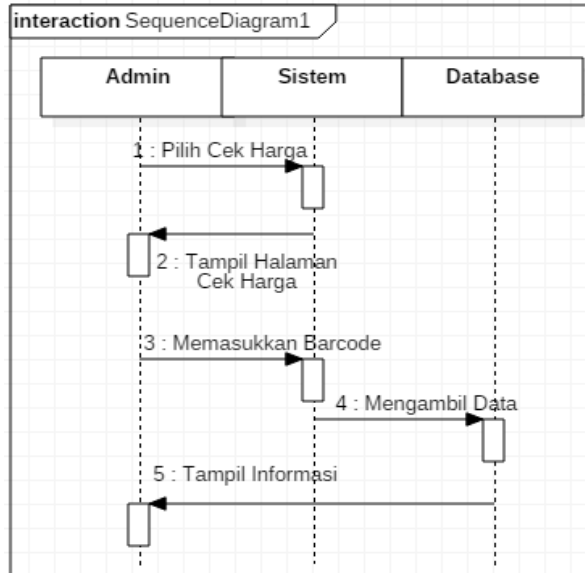 interaction SequenceDiagram1
Admin
Sistem
Database
1 : Pilih Cek Harga
2 : Tampil Halaman
Cek Harga
3 : Memasukkan Barcode
4 : Mengambil Data
5 : Tampil Informasi